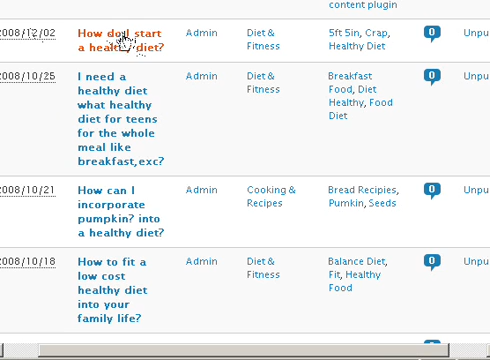 content plugin
2008/12/02 How do I start Admin Diet & 5ft 5in, Crap, 0 Unpu
a healthy diet? Fitness Healthy Diet
2008/10/25 I need a Admin Diet & Breakfast 0 Unpu
healthy diet Fitness Food, Diet
what healthy Healthy, Food
diet for teens Diet
for the whole
meal like
breakfast,exc?
2008/10/21 How can I Admin Cooking & Bread Recipies, 0 Unpu
incorporate Recipes Pumkin, Seeds
pumpkin? into
a healthy diet?
2008/10/18 How to fit a Admin Diet & Balance Diet, 0 Unpu
low cost Fitness Fit, Healthy
healthy diet Food
into your
family life?